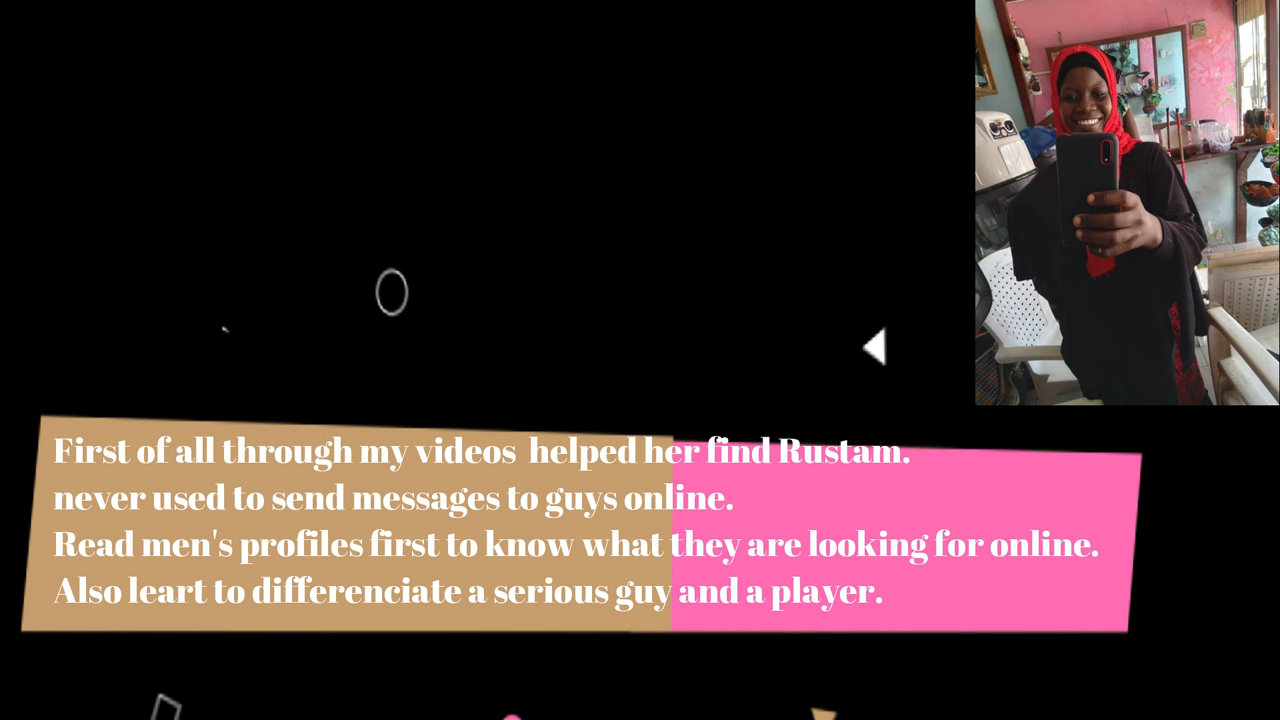 First of all through my videos  helped her find Rustam.
never used to send messages to guys online.
Read men's profiles first to know what they are looking for online.
Also leart to differenciate a serious guy and a player.